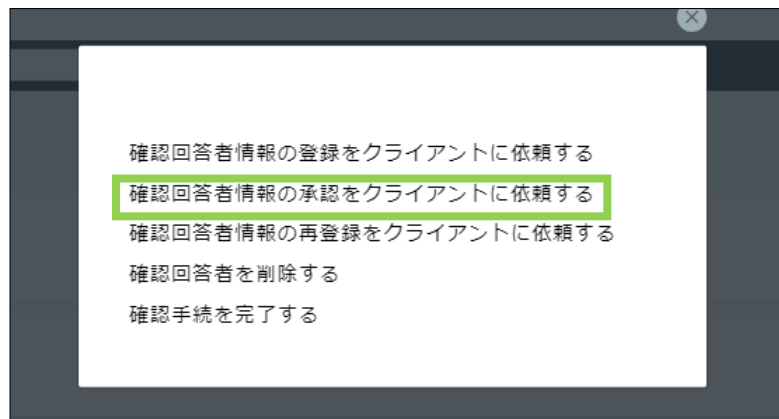 確認回答者情報の登録をクライアントに依頼する
確認回答者情報の承認をクライアントに依頼する
確認回答者情報の再登録をクライアントに依頼する
確認回答者を削除する
確認手続を完了する